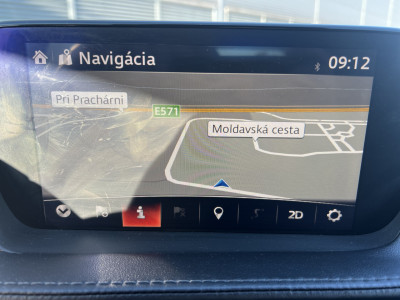 Navigácia
09:12
Pri Prachárni
E571
Moldavská cesta
i
2D